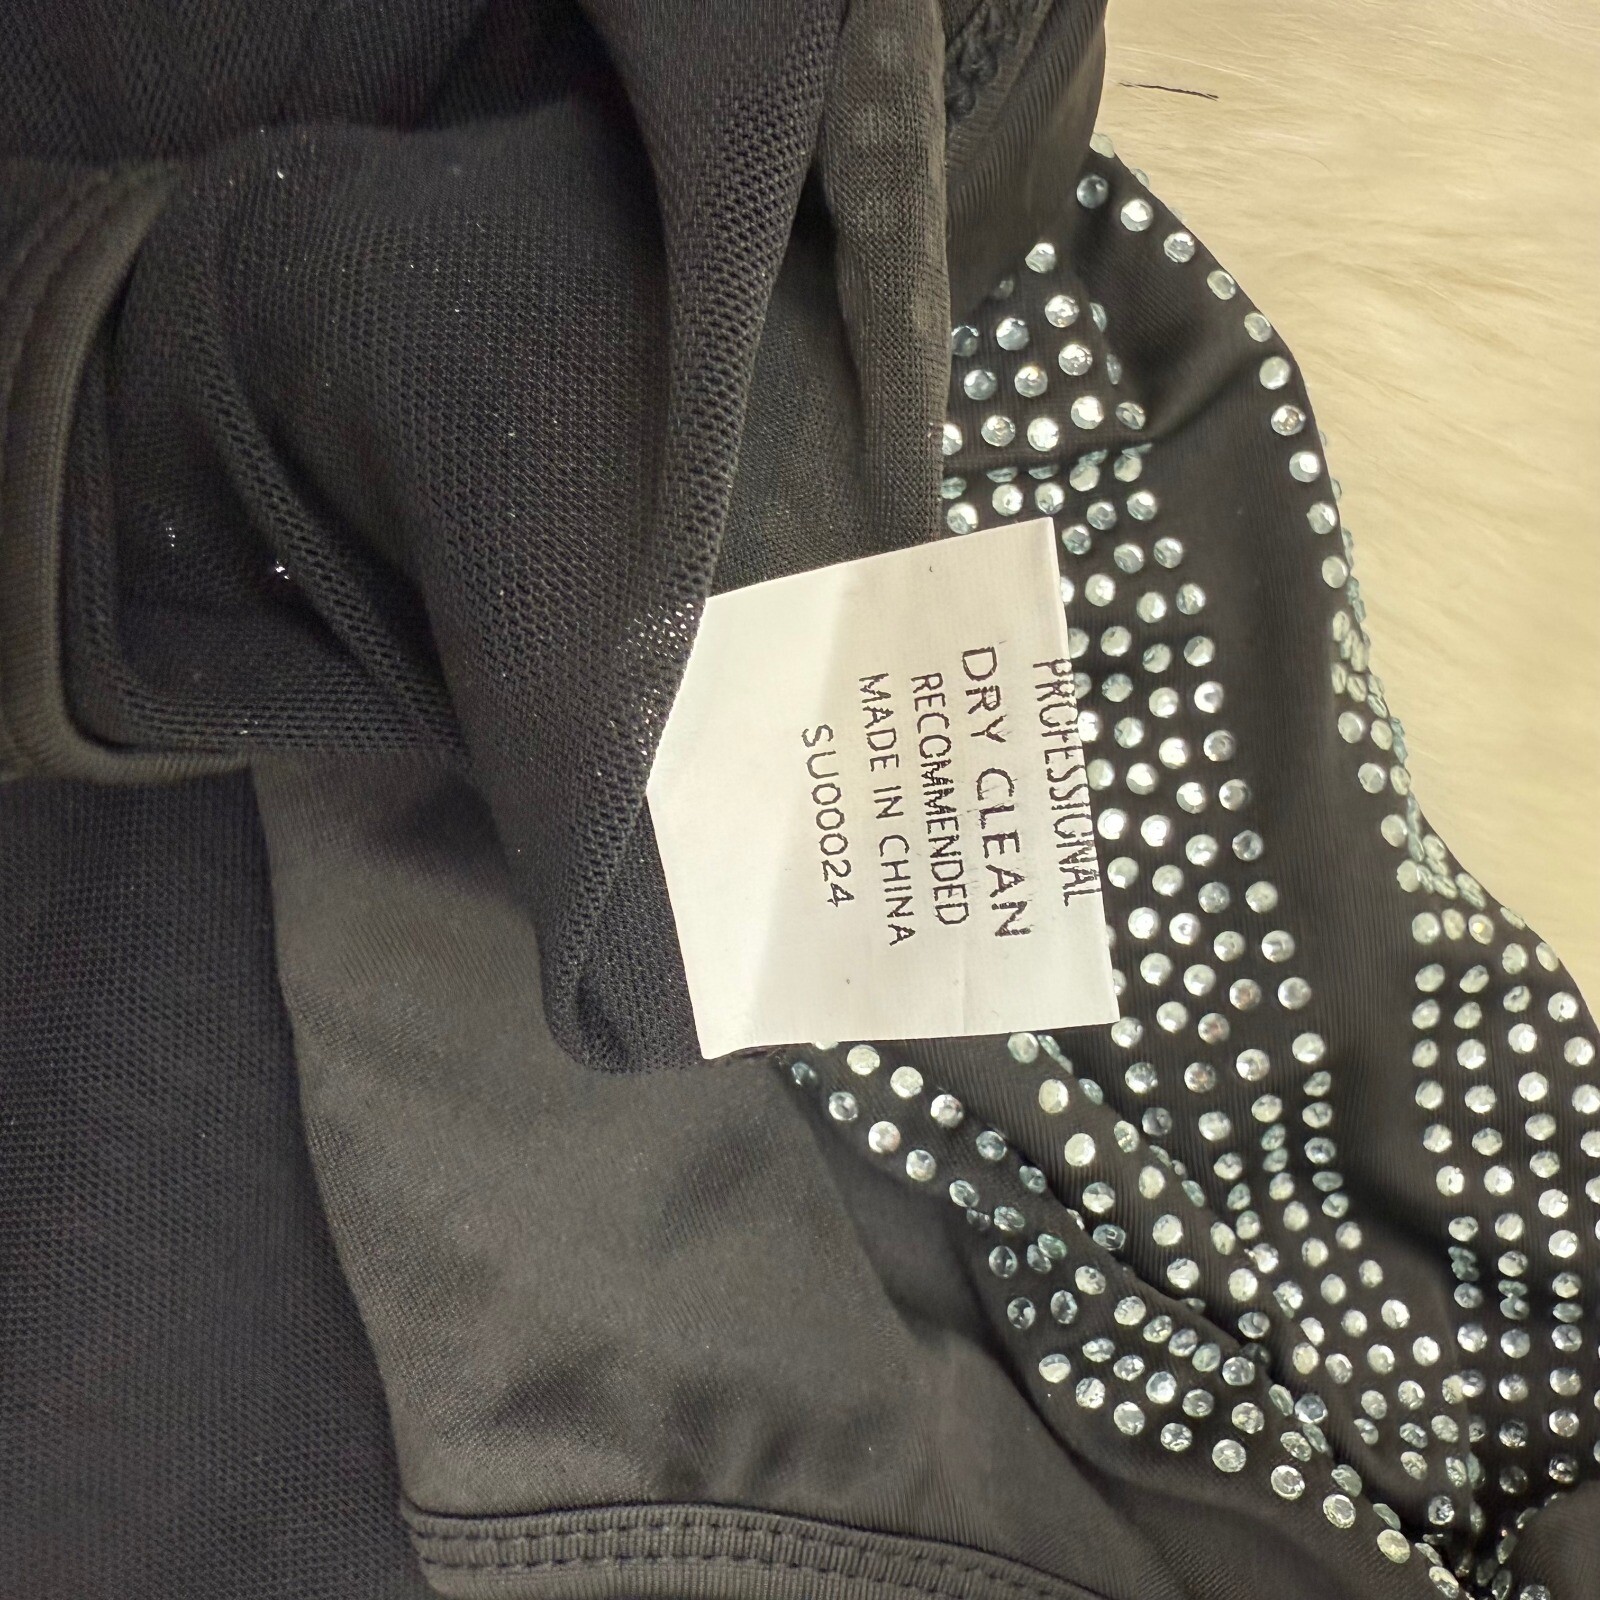 PROFESSIONAL
DRY CLEAN
RECOMMENDED
MADE IN CHINA
SU00024